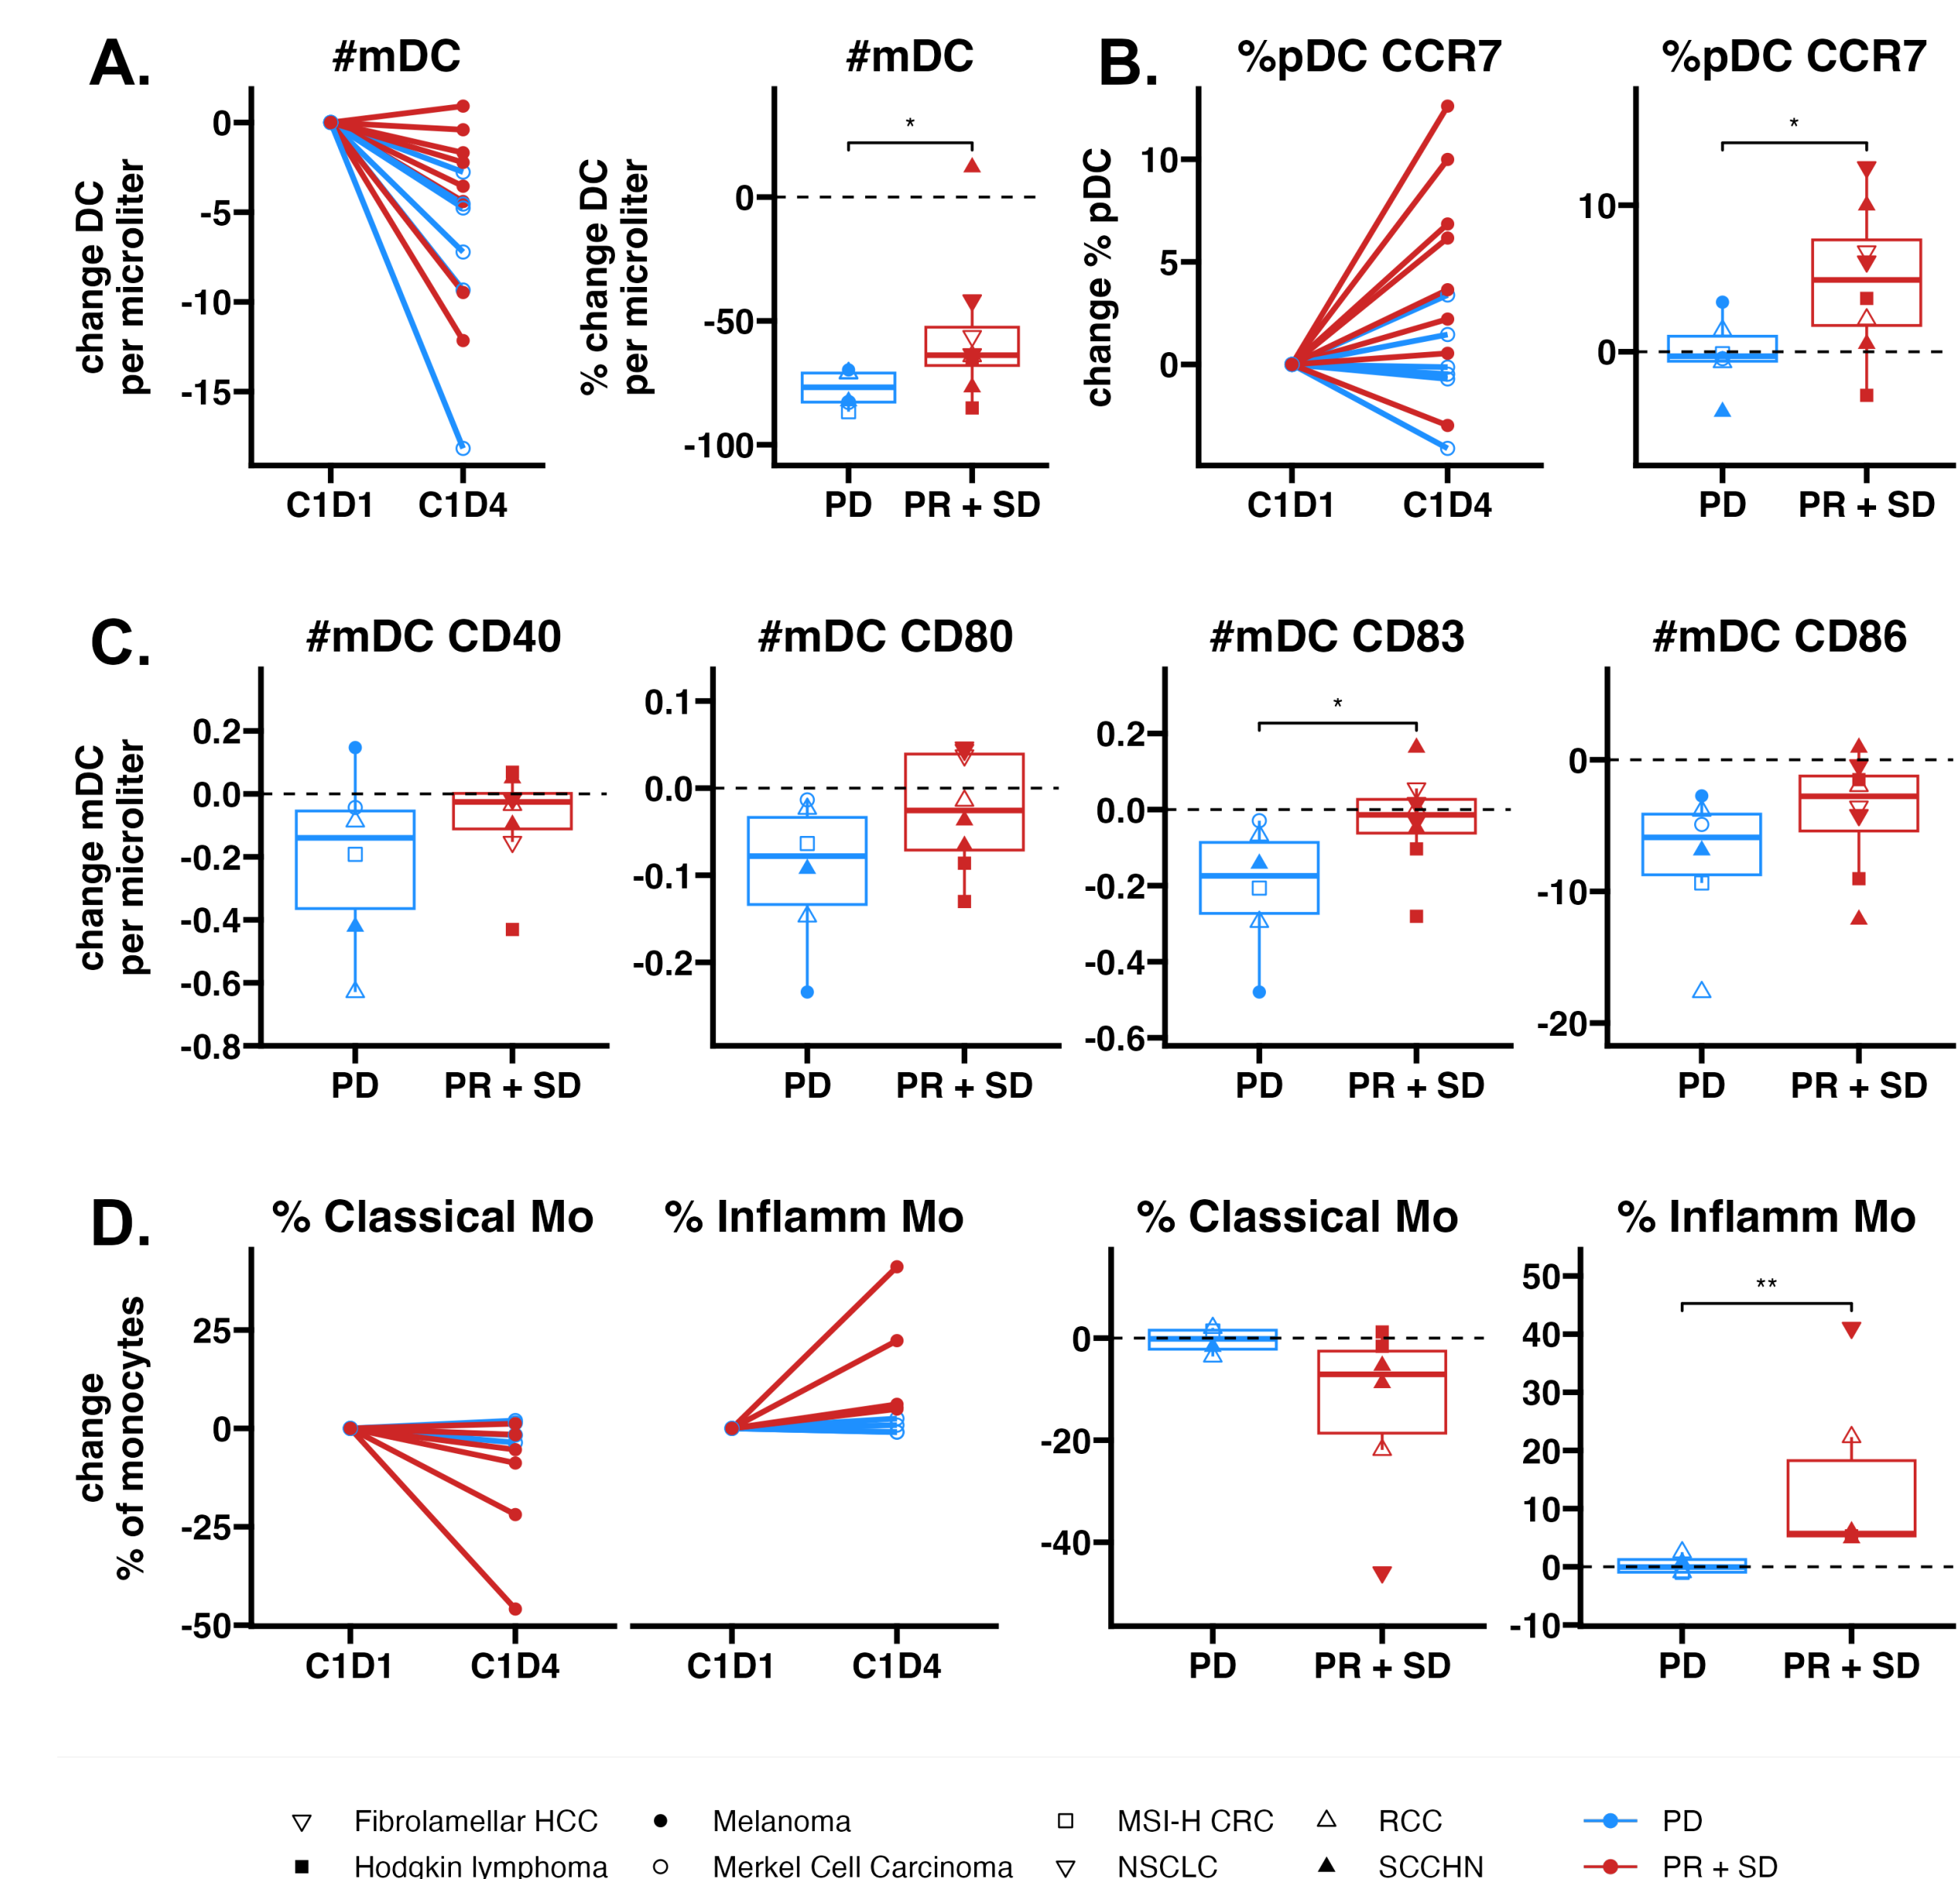 A.
#mDC
change DC
per microliter
0
-5
-10
-15
C1D1
C1D4
#mDC
% change DC
per microliter
*
0
-50
-100
PD
PR + SD
B.
%pDC CCR7
change % pDC
10
5
0
C1D1
C1D4
%pDC CCR7
*
10
0
PD
PR + SD
C.
#mDC CD40
change mDC
per microliter
0.2
0.0
-0.2
-0.4
-0.6
-0.8
PD
PR + SD
#mDC CD80
0.1
0.0
-0.1
-0.2
PD
PR + SD
#mDC CD83
*
0.2
0.0
-0.2
-0.4
-0.6
PD
PR + SD
#mDC CD86
0
-10
-20
PD
PR + SD
D.
% Classical Mo
change
% of monocytes
25
0
-25
-50
C1D1
C1D4
% Inflamm Mo
C1D1
C1D4
% Classical Mo
0
-20
-40
PD
PR + SD
% Inflamm Mo
**
50
40
30
20
10
0
-10
PD
PR + SD
Fibrolamellar HCC
Melanoma
MSI-H CRC
RCC
PD
Hodgkin lymphoma
Merkel Cell Carcinoma
NSCLC
SCCHN
PR + SD